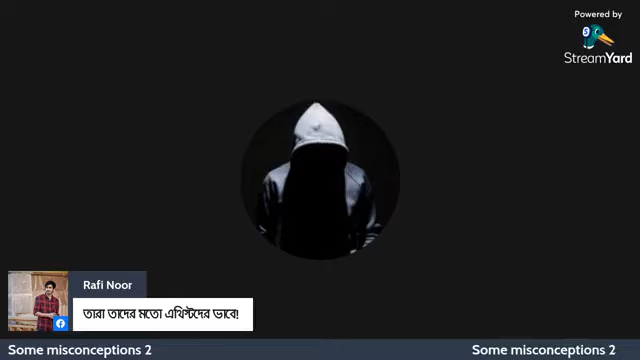 Powered by
StreamYard
Rafi Noor
তারা তাদের মতো এথিস্টদের ভাবে!
Some misconceptions 2
Some misconceptions 2